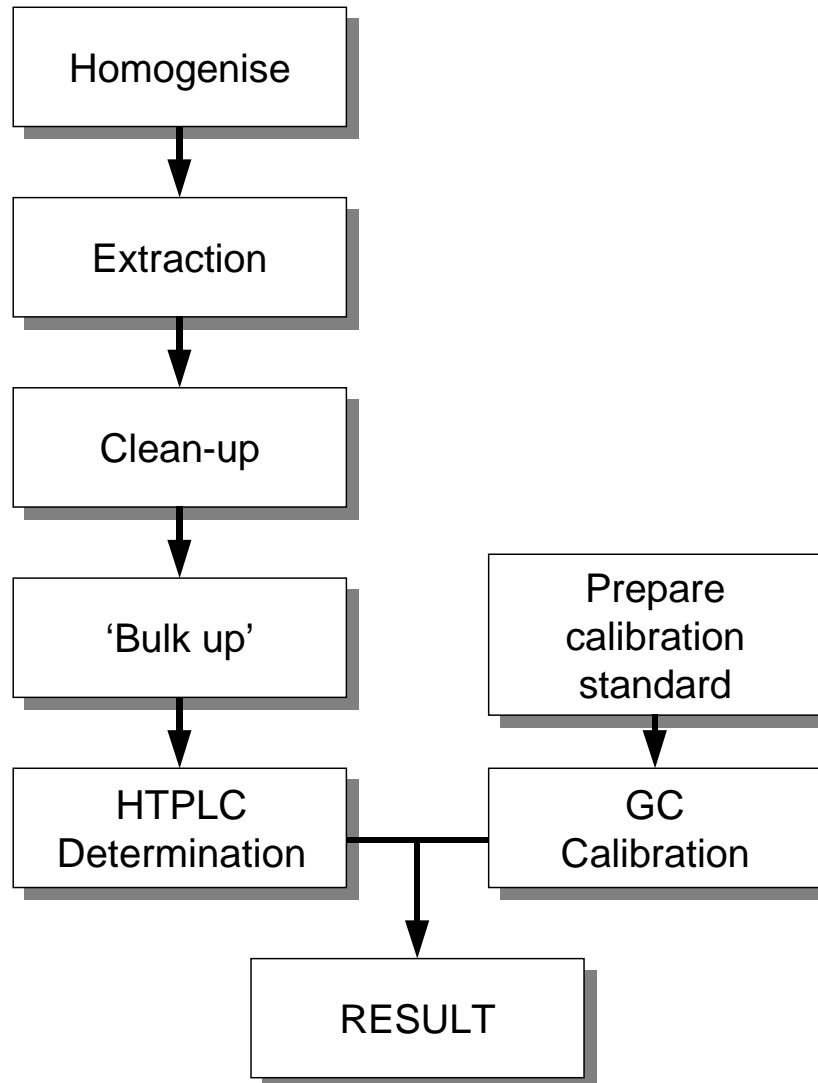 Homogenise
Extraction
Clean-up
‘Bulk up’
Prepare
calibration
standard
HTPLC
Determination
GC
Calibration
RESULT